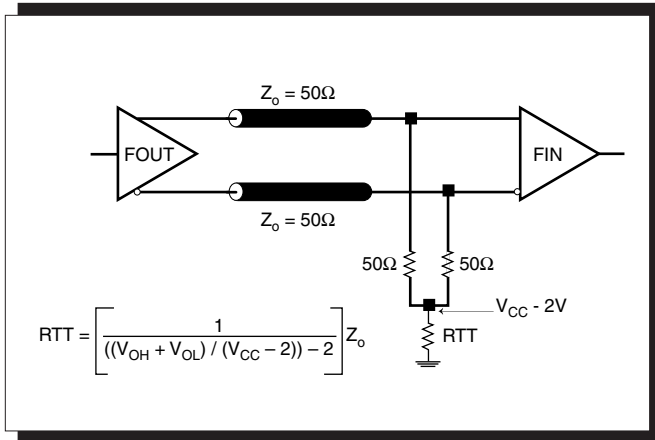 Zo = 50Ω
FOUT
FIN
Zo = 50Ω
50Ω
50Ω
VCC - 2V
RTT
RTT = [ 1 / ((VOH + VOL) / (VCC – 2)) – 2 ] Zo